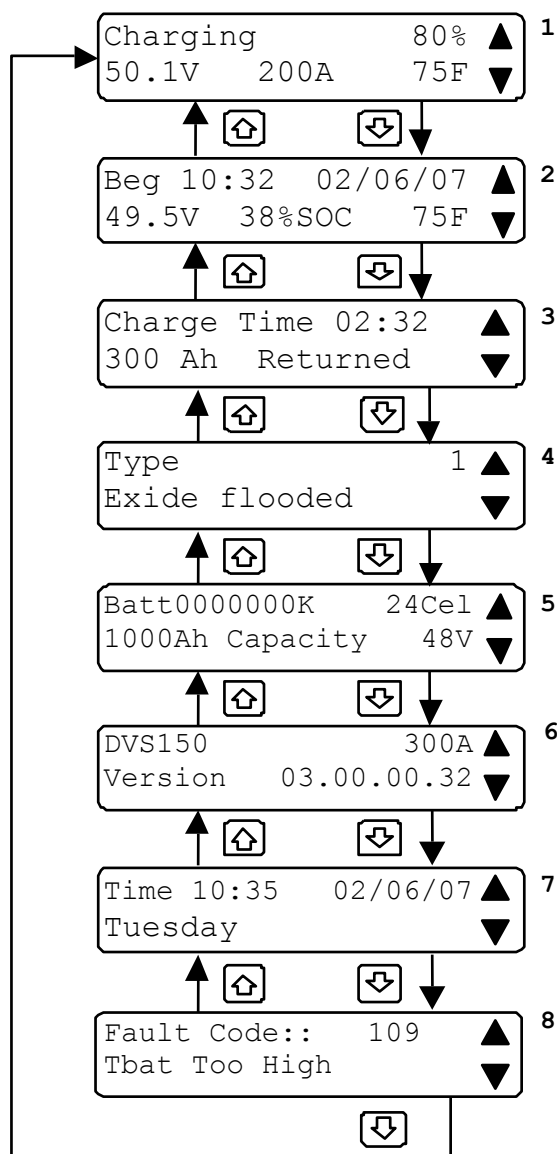 Charging 80% 1
50.1V 200A 75F
Beg 10:32 02/06/07 2
49.5V 38%SOC 75F
Charge Time 02:32 3
300 Ah Returned
Type 1 4
Exide flooded
Batt0000000K 24Cel 5
1000Ah Capacity 48V
DVS150 300A 6
Version 03.00.00.32
Time 10:35 02/06/07 7
Tuesday
Fault Code:: 109 8
Tbat Too High